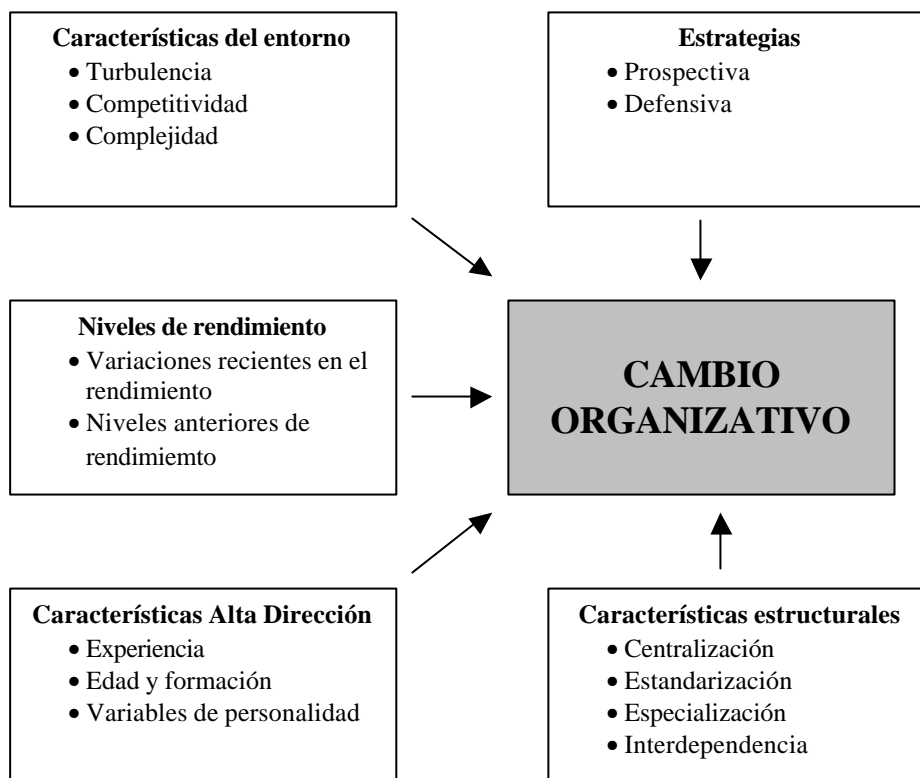 Características del entorno
• Turbulencia
• Competitividad
• Complejidad
Estrategias
• Prospectiva
• Defensiva
Niveles de rendimiento
• Variaciones recientes en el
rendimiento
• Niveles anteriores de
rendimiemto
CAMBIO
ORGANIZATIVO
Características Alta Dirección
• Experiencia
• Edad y formación
• Variables de personalidad
Características estructurales
• Centralización
• Estandarización
• Especialización
• Interdependencia